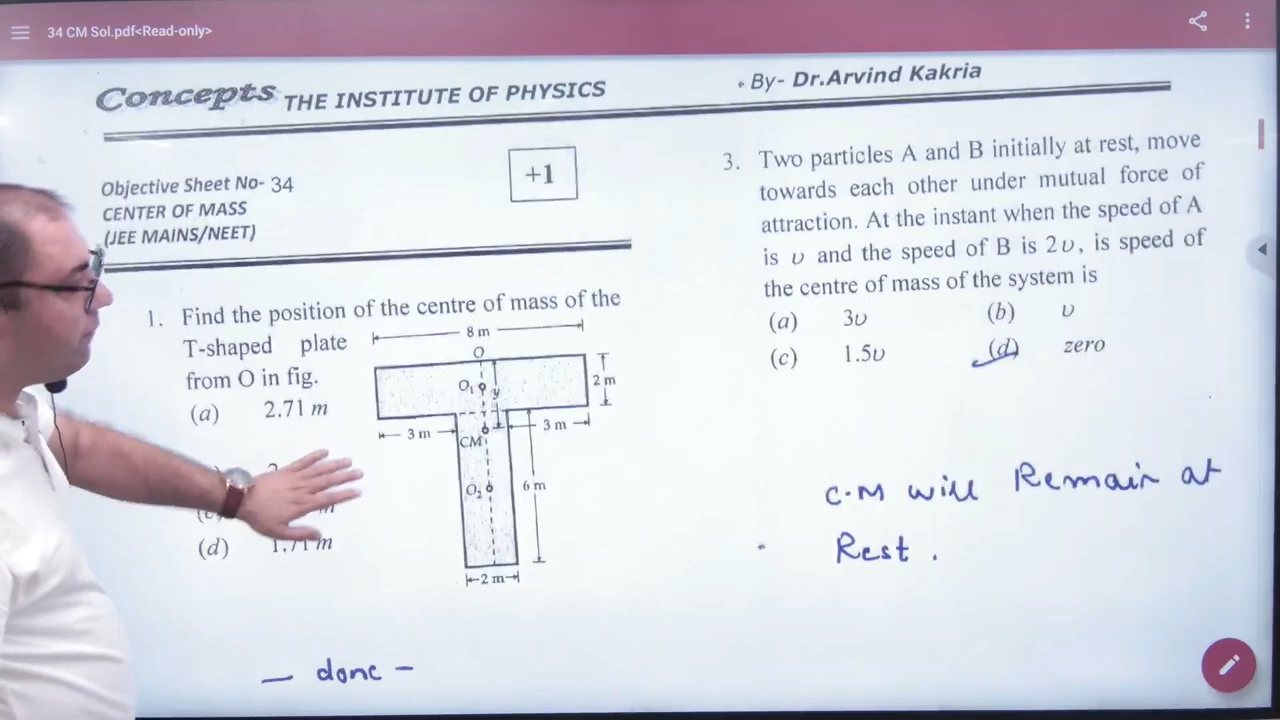 34 CM Sol.pdf<Read-only>
Concepts THE INSTITUTE OF PHYSICS
By- Dr.Arvind Kakria
Objective Sheet No- 34
CENTER OF MASS
(JEE MAINS/NEET)
+1
1. Find the position of the centre of mass of the
T-shaped plate
from O in fig.
(a) 2.71 m
(d) 1.71 m
8 m
O
O₁
y
2 m
3 m
3 m
CM
O₂
6 m
2 m
— done —
3. Two particles A and B initially at rest, move
towards each other under mutual force of
attraction. At the instant when the speed of A
is υ and the speed of B is 2υ, is speed of
the centre of mass of the system is
(a) 3υ (b) υ
(c) 1.5υ (d) zero
C.M will Remain at
Rest .